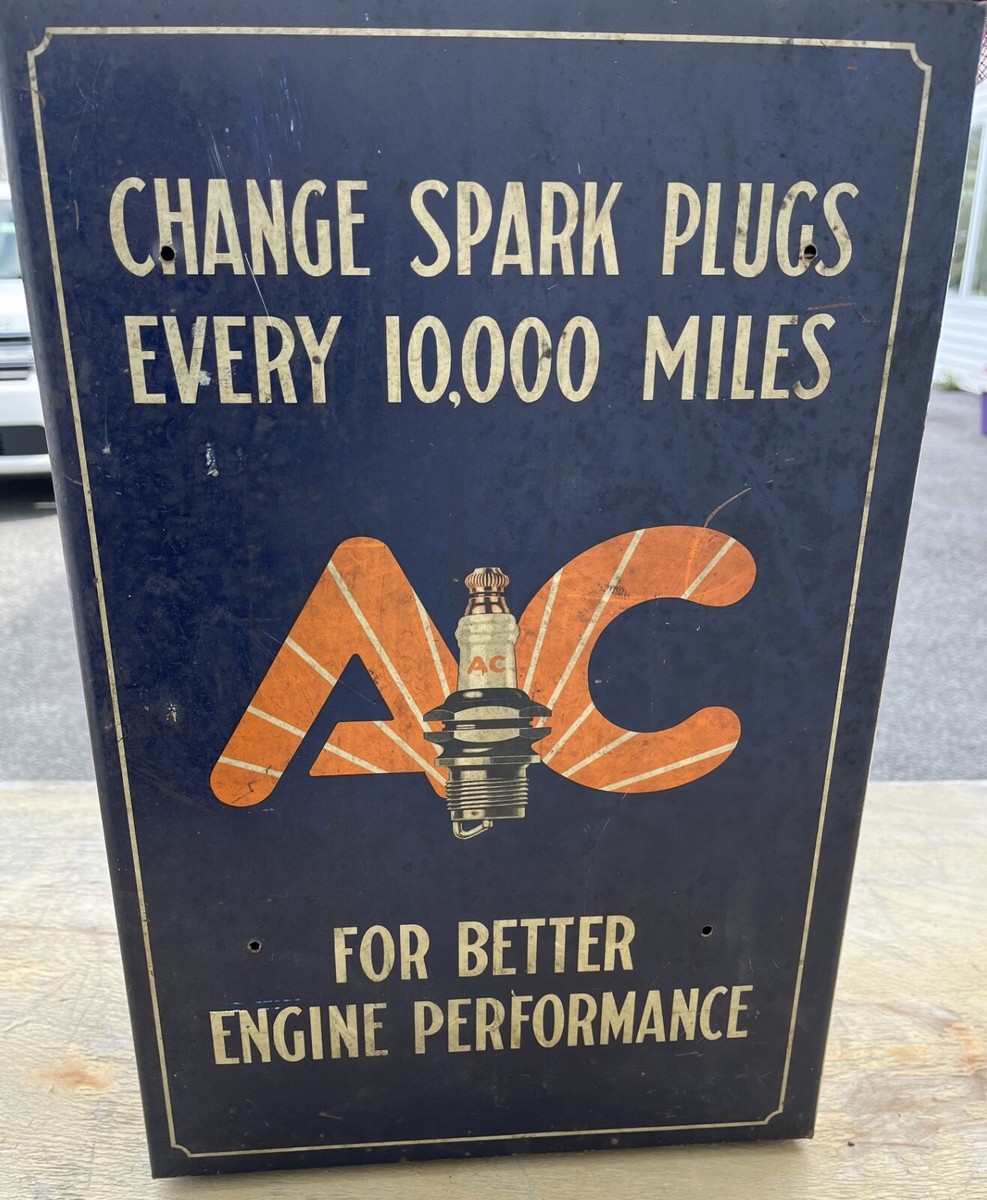 CHANGE SPARK PLUGS
EVERY 10,000 MILES
AC
AC
FOR BETTER
ENGINE PERFORMANCE